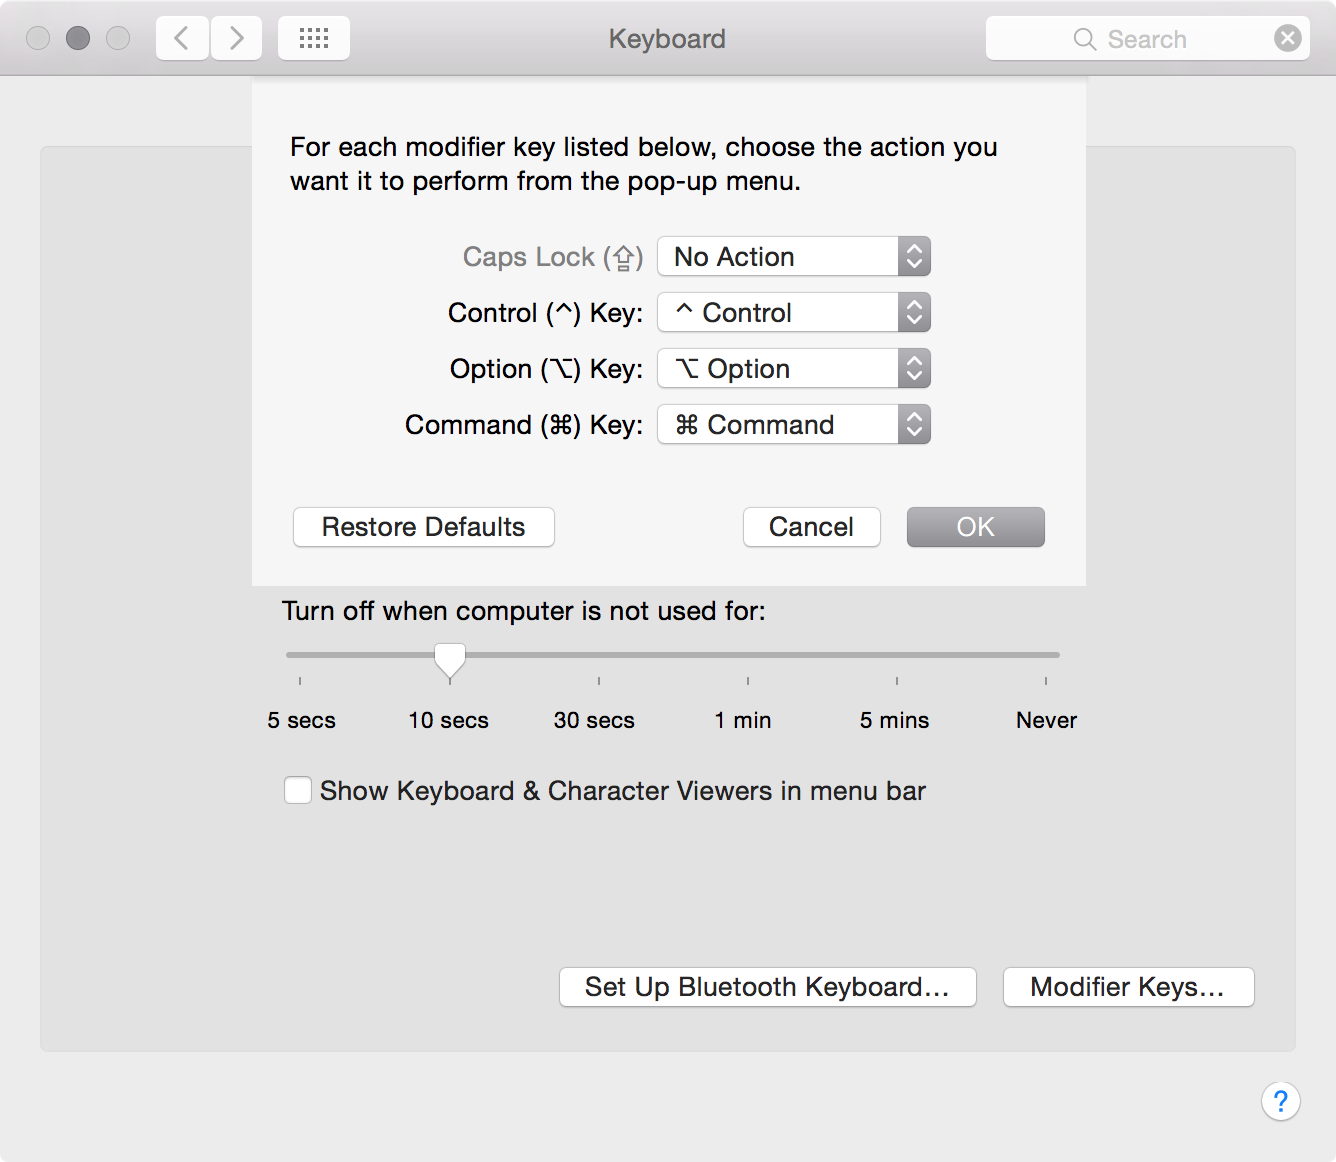 Keyboard
Search
For each modifier key listed below, choose the action you
want it to perform from the pop-up menu.
Caps Lock (⇪) No Action
Control (^) Key: ^ Control
Option (⌥) Key: ⌥ Option
Command (⌘) Key: ⌘ Command
Restore Defaults Cancel OK
Turn off when computer is not used for:
5 secs 10 secs 30 secs 1 min 5 mins Never
Show Keyboard & Character Viewers in menu bar
Set Up Bluetooth Keyboard... Modifier Keys...
?